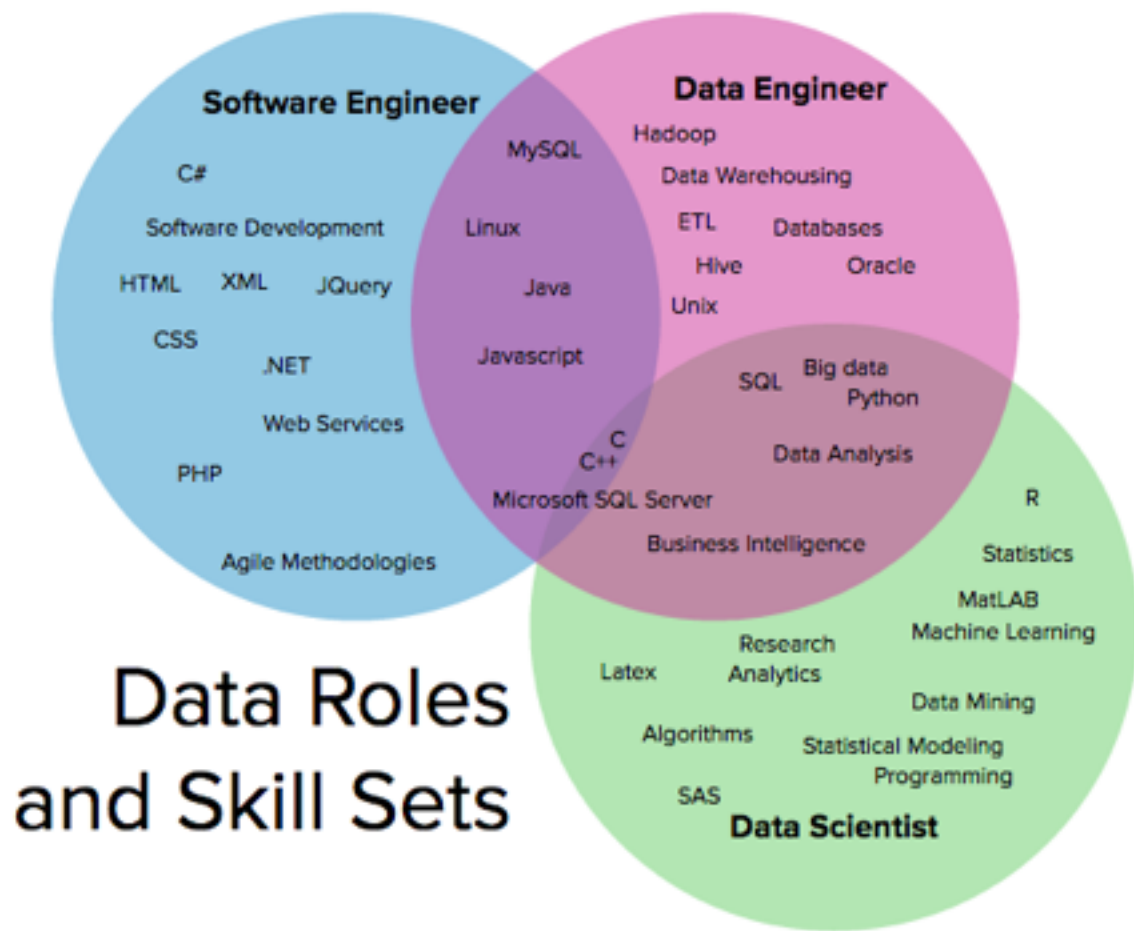 Software Engineer
C#
Software Development
HTML
XML
JQuery
CSS
.NET
Web Services
PHP
Agile Methodologies
MySQL
Linux
Java
Javascript
C
C++
Microsoft SQL Server
Data Engineer
Hadoop
Data Warehousing
ETL
Databases
Hive
Oracle
Unix
SQL
Big data
Python
Data Analysis
Business Intelligence
R
Statistics
MatLAB
Machine Learning
Research
Analytics
Latex
Data Mining
Algorithms
Statistical Modeling
Programming
SAS
Data Scientist
Data Roles
and Skill Sets